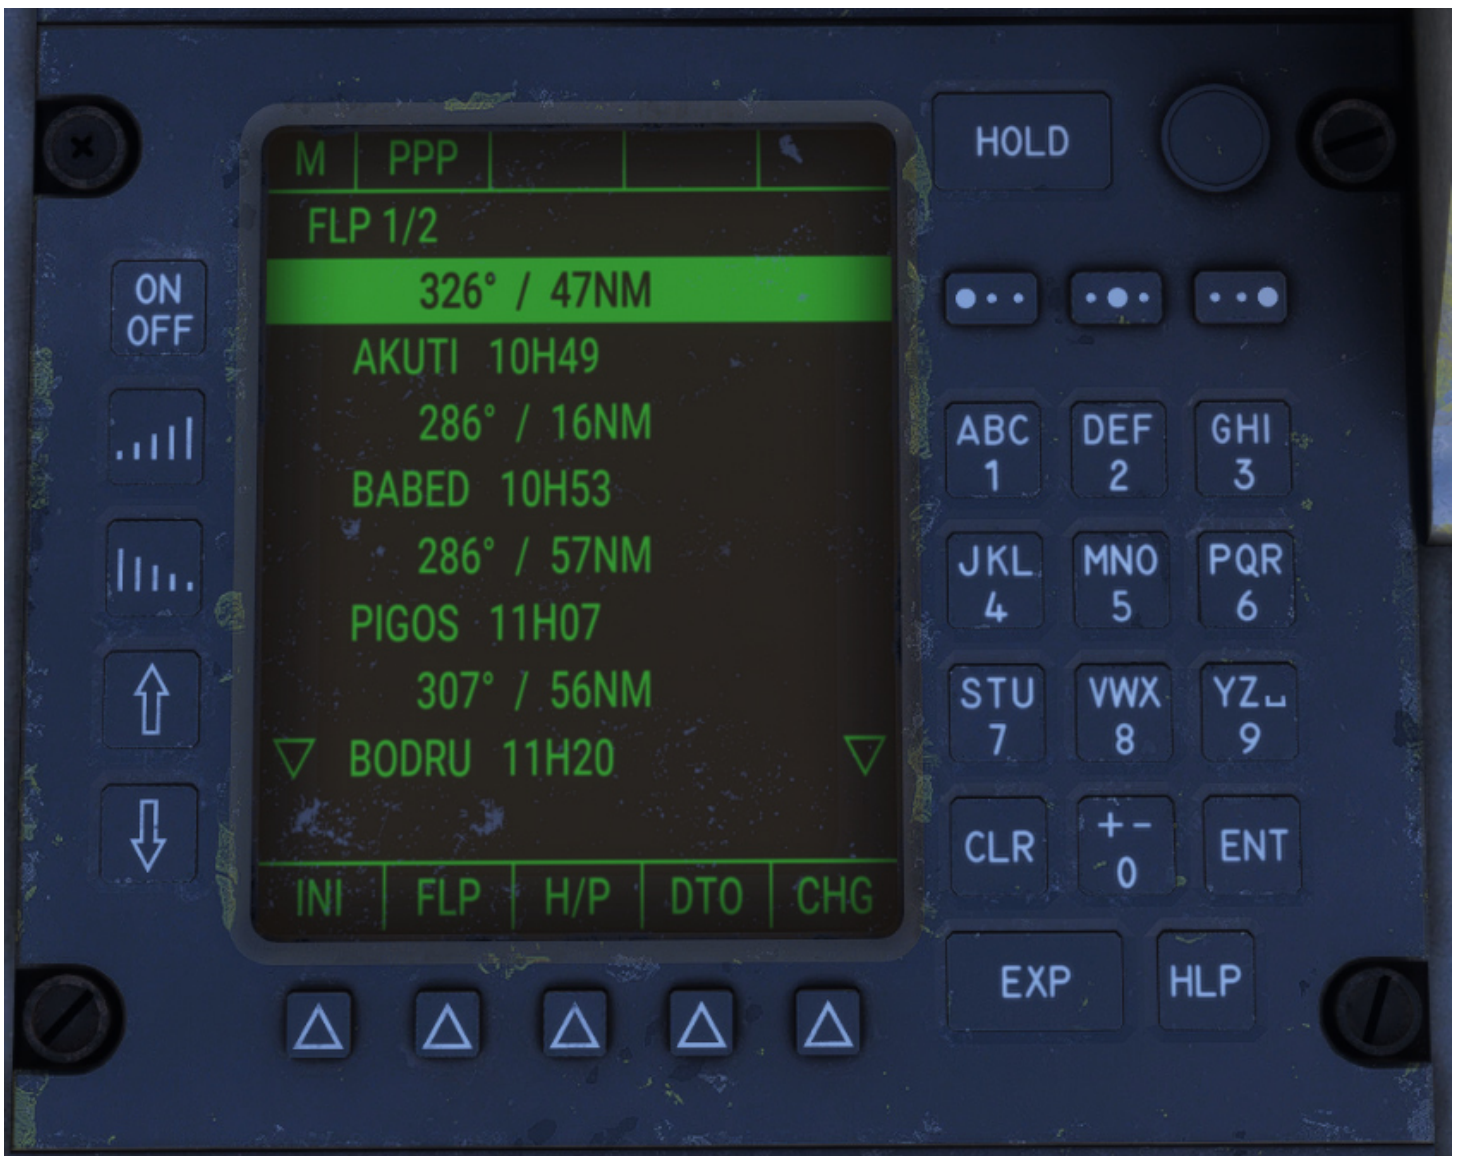 M PPP
HOLD
FLP 1/2
326° / 47NM
ON
OFF
AKUTI 10H49
286° / 16NM
BABED 10H53
286° / 57NM
PIGOS 11H07
307° / 56NM
BODRU 11H20
INI FLP H/P DTO CHG
ABC DEF GHI
1 2 3
JKL MNO PQR
4 5 6
STU VWX YZ␣
7 8 9
CLR + - ENT
0
EXP HLP